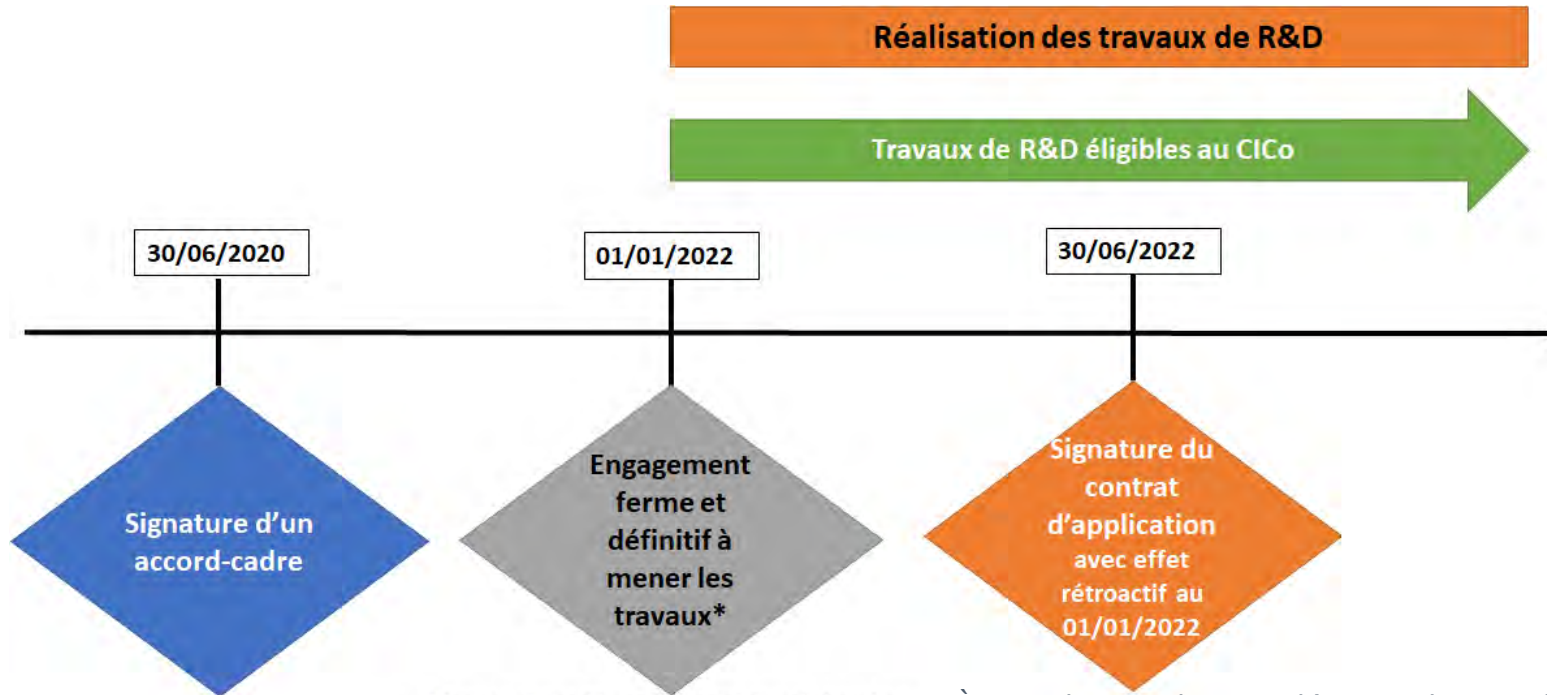 Réalisation des travaux de R&D
Travaux de R&D éligibles au CICo
30/06/2020
01/01/2022
30/06/2022
Signature d’un
accord-cadre
Engagement
ferme et
définitif à
mener les
travaux*
Signature du
contrat
d’application
avec effet
rétroactif au
01/01/2022